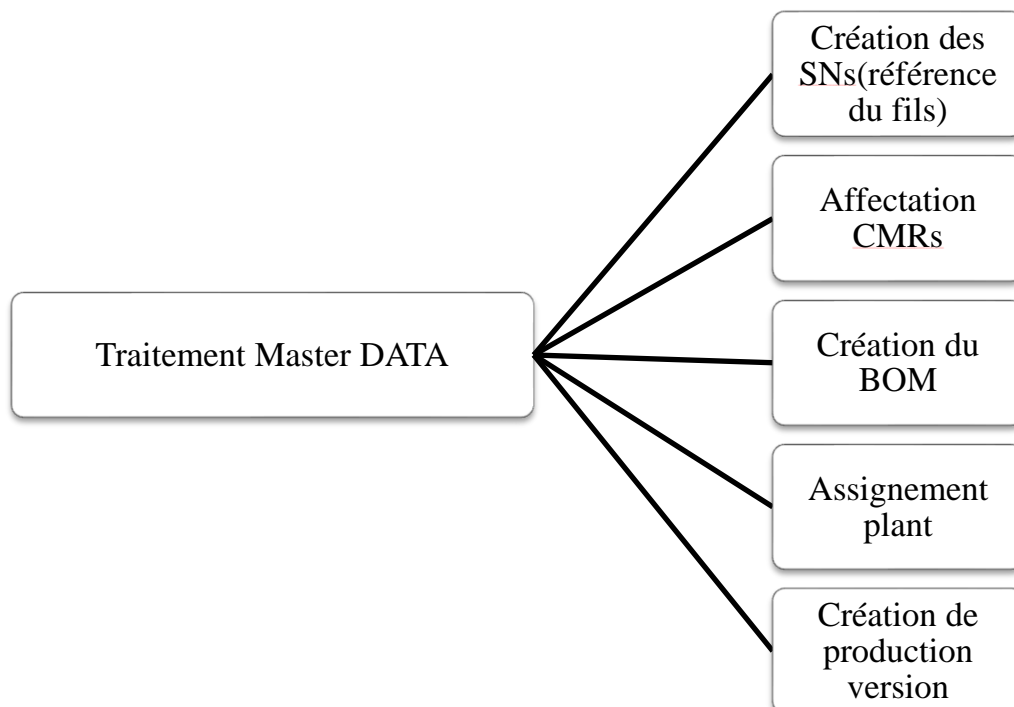 Création des
SNs(référence
du fils)
Affectation
CMRs
Traitement Master DATA
Création du
BOM
Assignement
plant
Création de
production
version